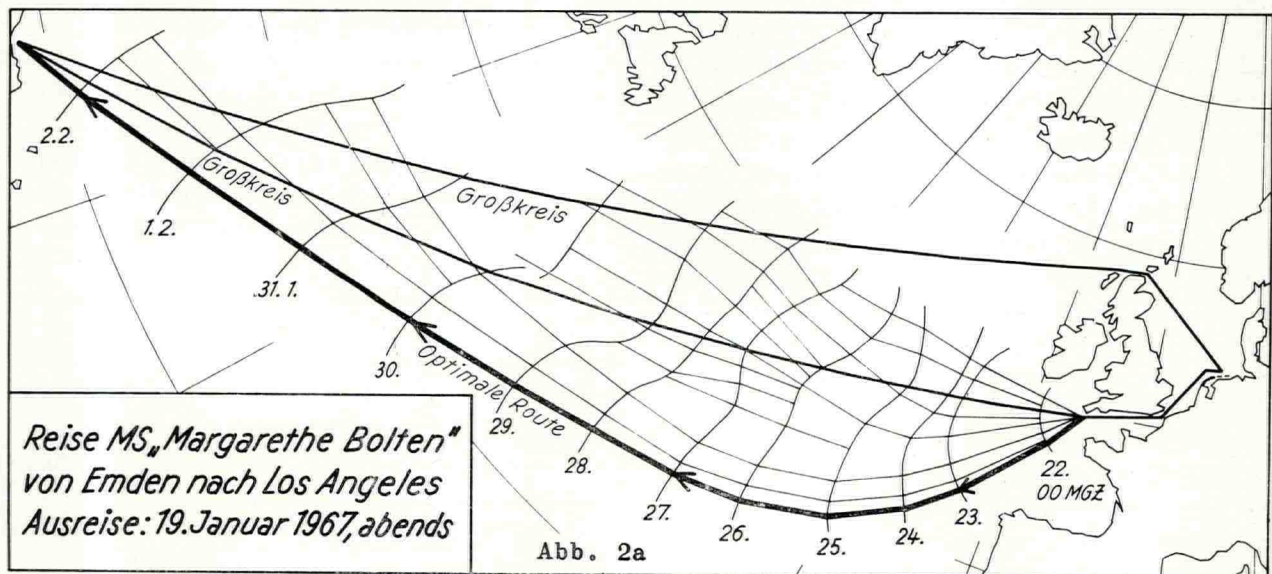 Großkreis
Großkreis
Optimale Route
2.2.
1.2.
31.1.
30.
29.
28.
27.
26.
25.
24.
23.
22.
00 MGZ
Reise MS„Margarethe Bolten"
von Emden nach Los Angeles
Ausreise: 19. Januar 1967, abends
Abb. 2a